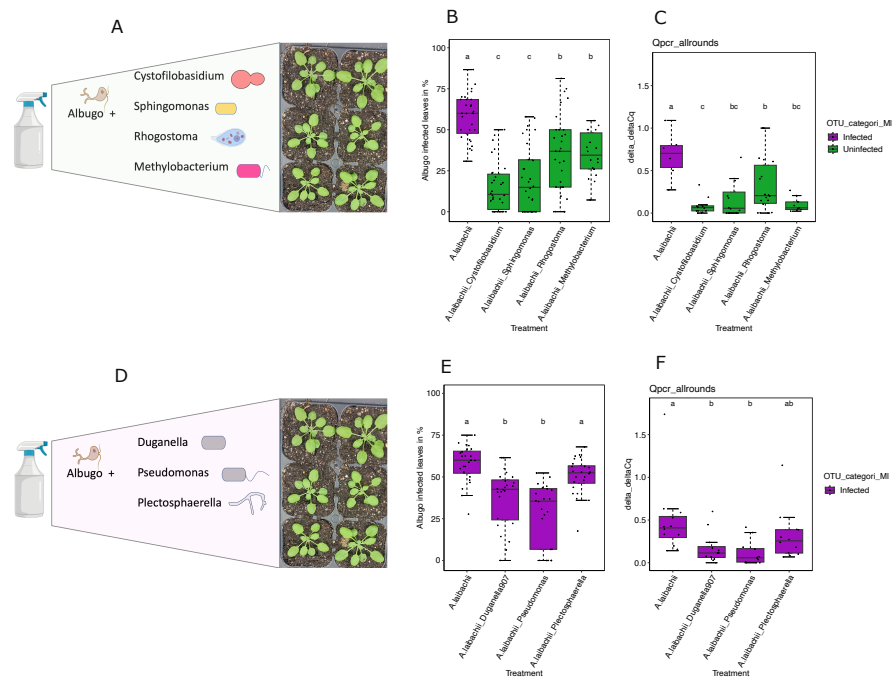 A
Albugo +
Cystofilobasidium
Sphingomonas
Rhogostoma
Methylobacterium
B
Albugo infected leaves in %
100
75
50
25
0
a
c
c
b
b
A.laibachii
A.laibachii_Cystofilobasidium
A.laibachii_Sphingomonas
A.laibachii_Rhogostoma
A.laibachii_Methylobacterium
Treatment
C
Qpcr_allrounds
delta_deltaCq
1.5
1.0
0.5
0.0
a
c
bc
b
bc
A.laibachii
A.laibachii_Cystofilobasidium
A.laibachii_Sphingomonas
A.laibachii_Rhogostoma
A.laibachii_Methylobacterium
Treatment
OTU_categori_MI
Infected
Uninfected
D
Albugo +
Duganella
Pseudomonas
Plectosphaerella
E
Albugo infected leaves in %
100
75
50
25
0
a
b
b
a
A.laibachii
A.laibachii_Duganella907
A.laibachii_Pseudomonas
A.laibachii_Plectosphaerella
Treatment
F
Qpcr_allrounds
delta_deltaCq
1.5
1.0
0.5
0.0
a
b
b
ab
A.laibachii
A.laibachii_Duganella907
A.laibachii_Pseudomonas
A.laibachii_Plectosphaerella
Treatment
OTU_categori_MI
Infected